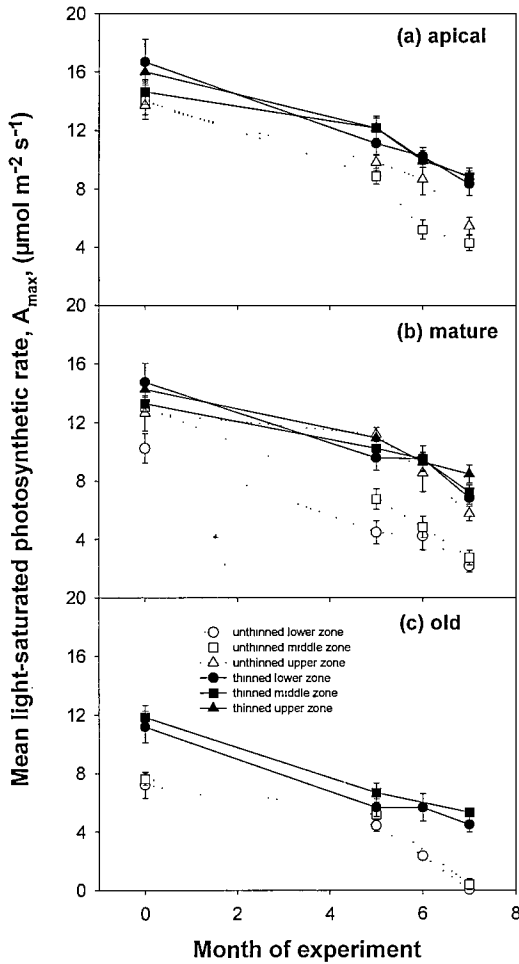 Mean light-saturated photosynthetic rate, Amax, (µmol m-2 s-1)
20
16
12
8
4
(a) apical
20
16
12
8
4
(b) mature
20
16
12
8
4
0
(c) old
unthinned lower zone
unthinned middle zone
unthinned upper zone
thinned lower zone
thinned middle zone
thinned upper zone
0 2 4 6 8
Month of experiment